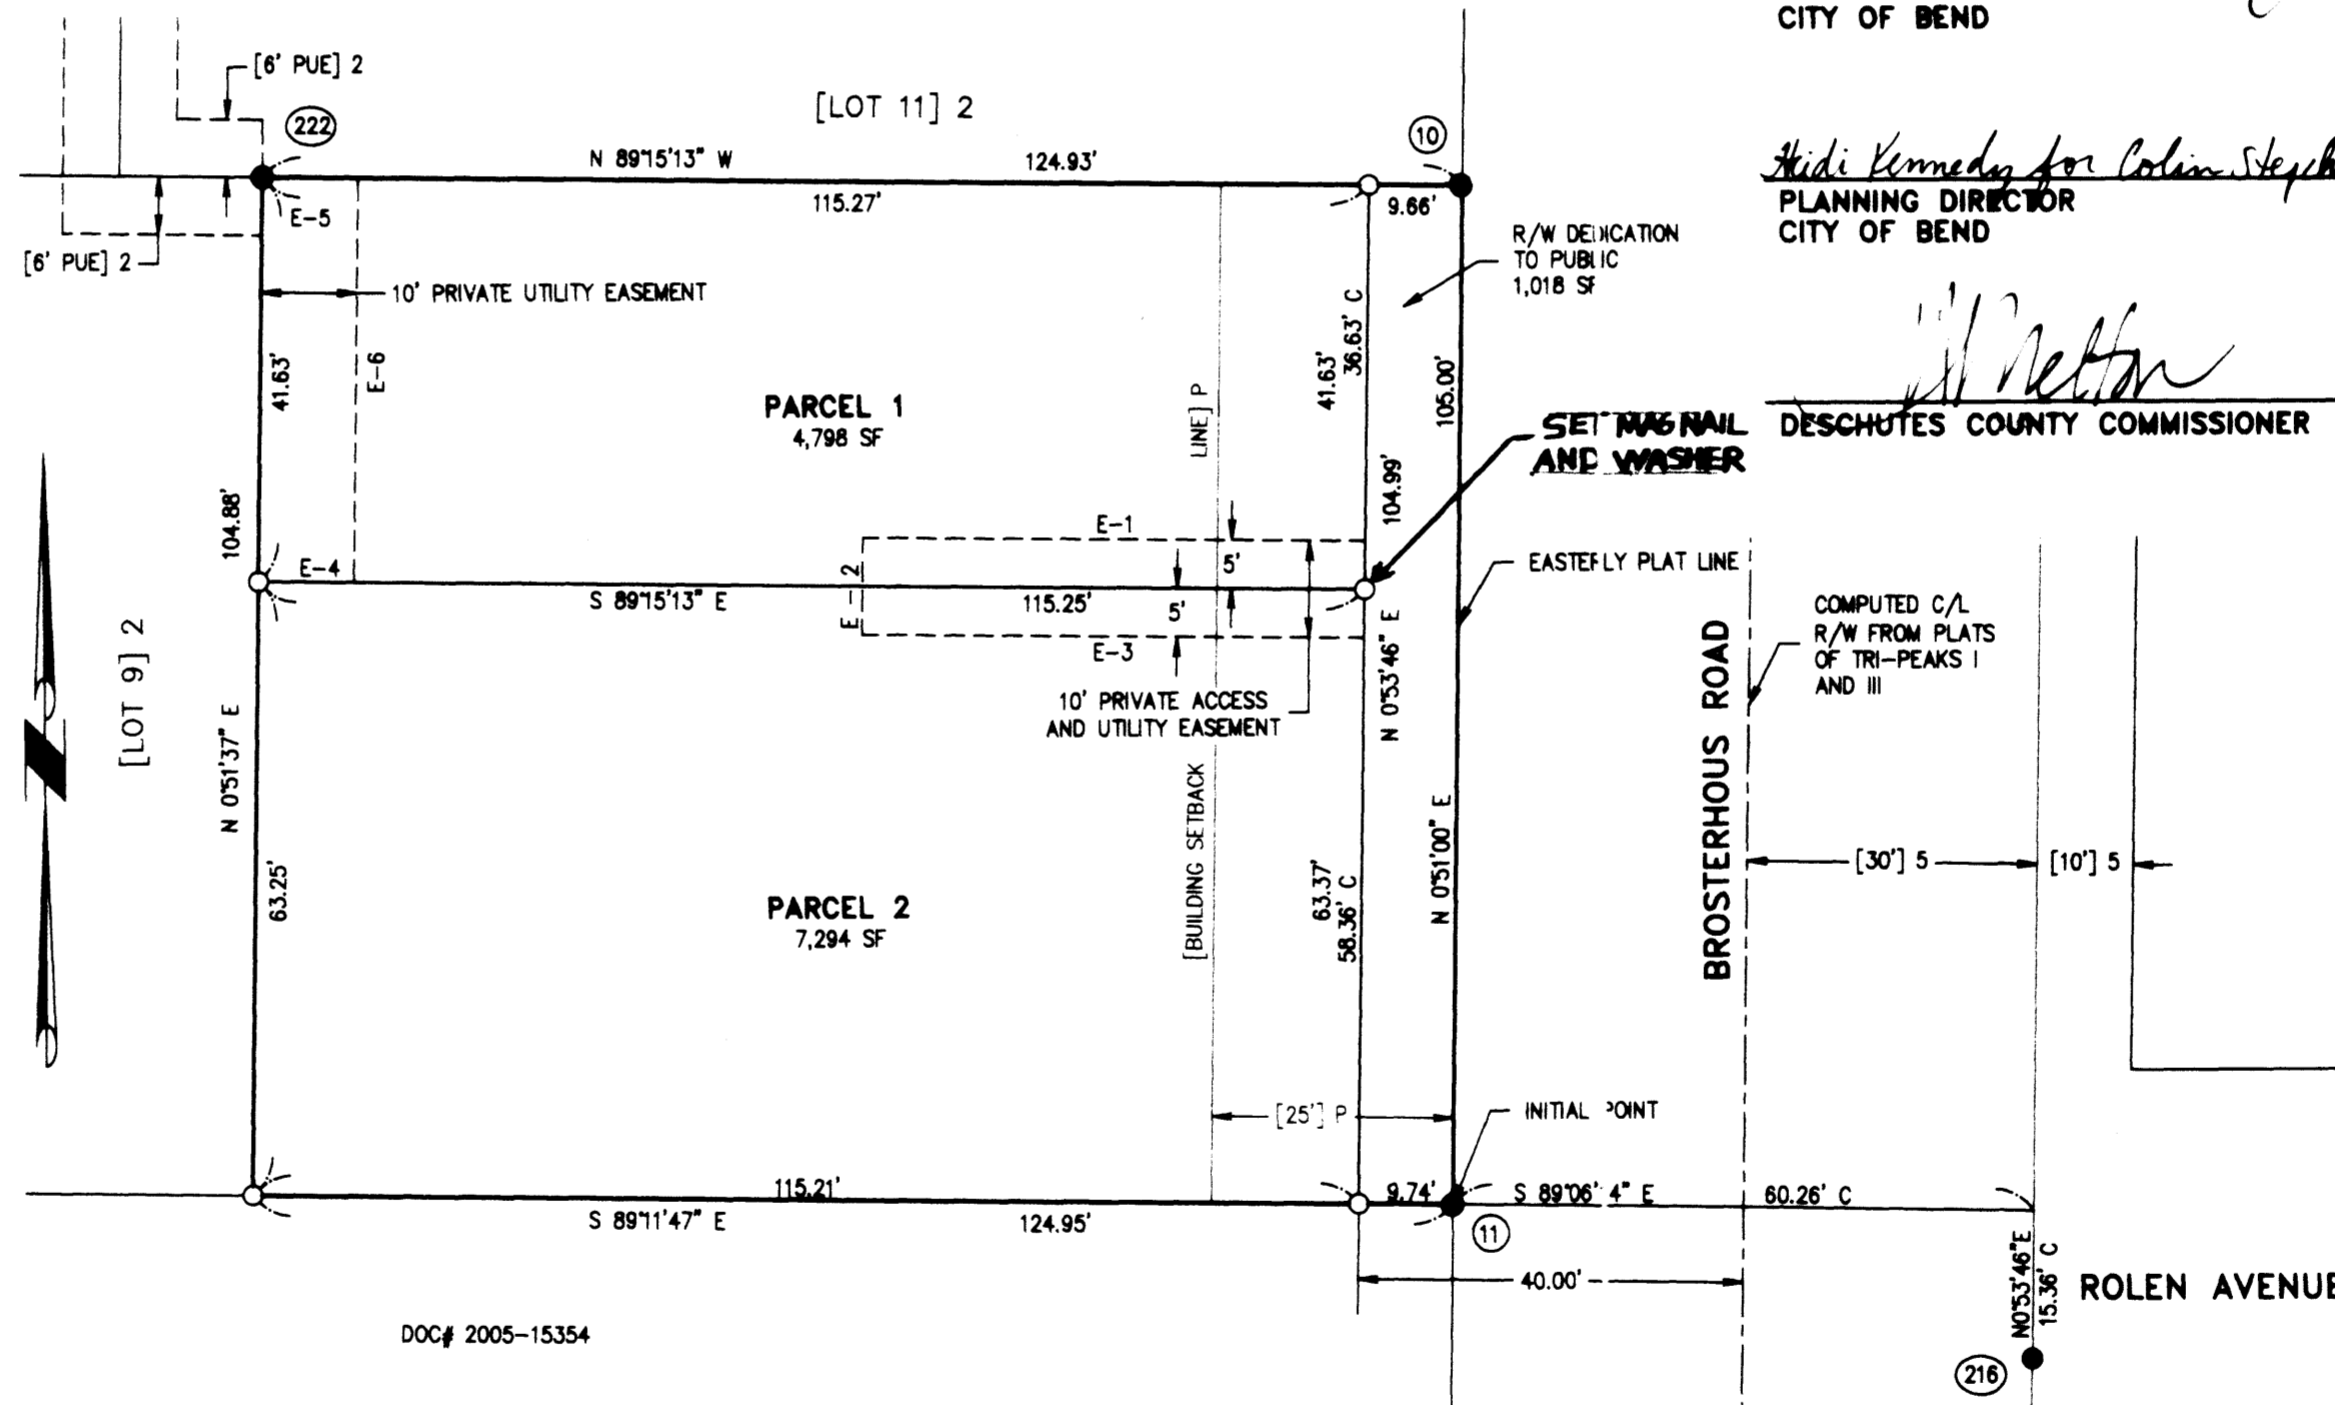 CITY OF BEND
Heidi Kennedy for Colin
PLANNING DIRECTOR
CITY OF BEND
DESCHUTES COUNTY COMMISSIONER
[6' PUE] 2
222
[LOT 11] 2
10
N 89°15'13" W
124.93'
115.27'
9.66'
E-5
[6' PUE] 2
10' PRIVATE UTILITY EASEMENT
R/W DEDICATION
TO PUBLIC
1,018 SF
41.63'
E-6
PARCEL 1
4,798 SF
LINE] P
41.63'
36.63' C
105.00'
SET MAG NAIL
AND WASHER
104.88'
104.99'
E-1
5'
E-4
E-2
S 89°15'13" E
115.25'
5'
E-3
EASTERLY PLAT LINE
COMPUTED C/L
R/W FROM PLATS
OF TRI-PEAKS I
AND III
[LOT 9] 2
N 0°51'37" E
10' PRIVATE ACCESS
AND UTILITY EASEMENT
N 0°53'46" E
BROSTERHOUS ROAD
[BUILDING SETBACK
63.25'
PARCEL 2
7,294 SF
63.37'
58.36' C
N 0°51'00" E
[30'] 5
[10'] 5
[25'] P
INITIAL POINT
115.21'
9.74'
S 89°11'47" E
124.95'
S 89°06' 4" E
60.26' C
11
40.00'
N0°53'46"E
15.36' C
ROLEN AVENUE
DOC# 2005-15354
216